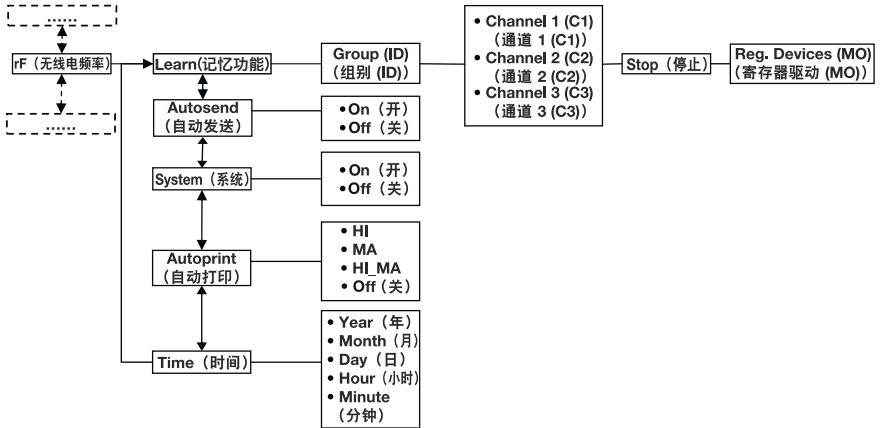 ......
rF（无线电频率）
......
Learn(记忆功能)
Group (ID)
（组别 (ID)）
• Channel 1 (C1)
（通道 1 (C1)）
• Channel 2 (C2)
（通道 2 (C2)）
• Channel 3 (C3)
（通道 3 (C3)）
Stop（停止）
Reg. Devices (MO)
（寄存器驱动 (MO)）
Autosend
（自动发送）
• On（开）
• Off（关）
System（系统）
• On（开）
• Off（关）
Autoprint
（自动打印）
• HI
• MA
• HI_MA
• Off（关）
Time（时间）
• Year（年）
• Month（月）
• Day（日）
• Hour（小时）
• Minute
（分钟）